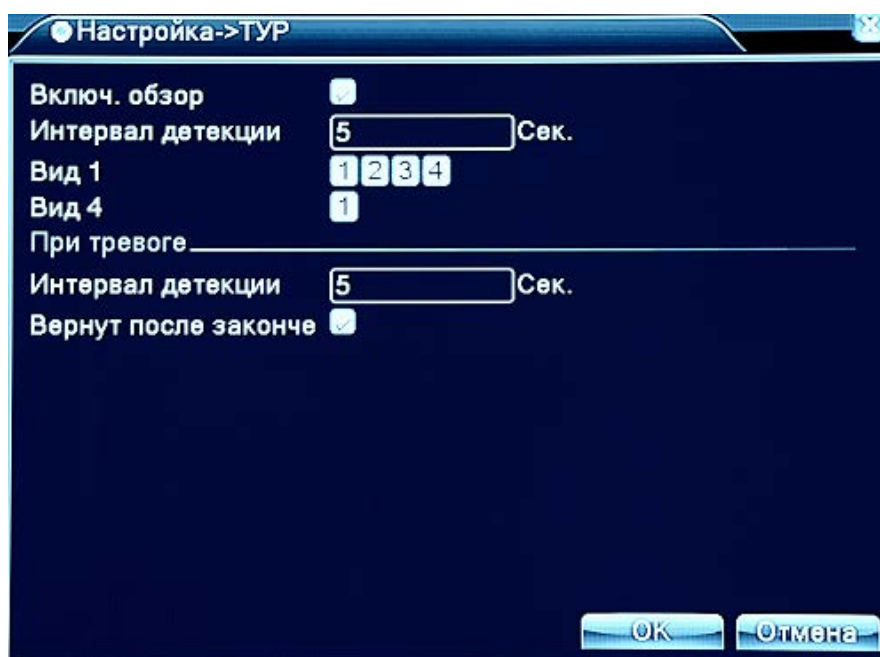 Настройка->ТУР
Включ. обзор
Интервал детекции 5 Сек.
Вид 1 1 2 3 4
Вид 4 1
При тревоге
Интервал детекции 5 Сек.
Вернут после законче
OK Отмена